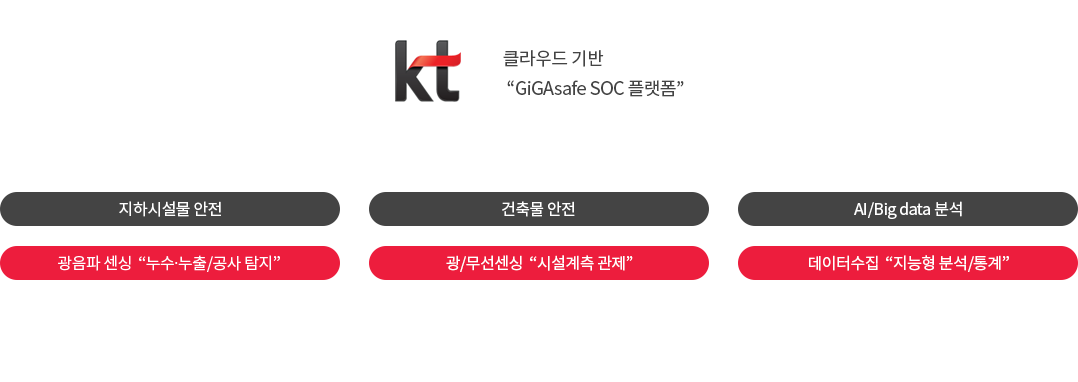 kt
클라우드 기반
“GiGAsafe SOC 플랫폼”
지하시설물 안전
건축물 안전
AI/Big data 분석
광음파 센싱 “누수·누출/공사 탐지”
광/무선센싱 “시설계측 관제”
데이터수집 “지능형 분석/통계”